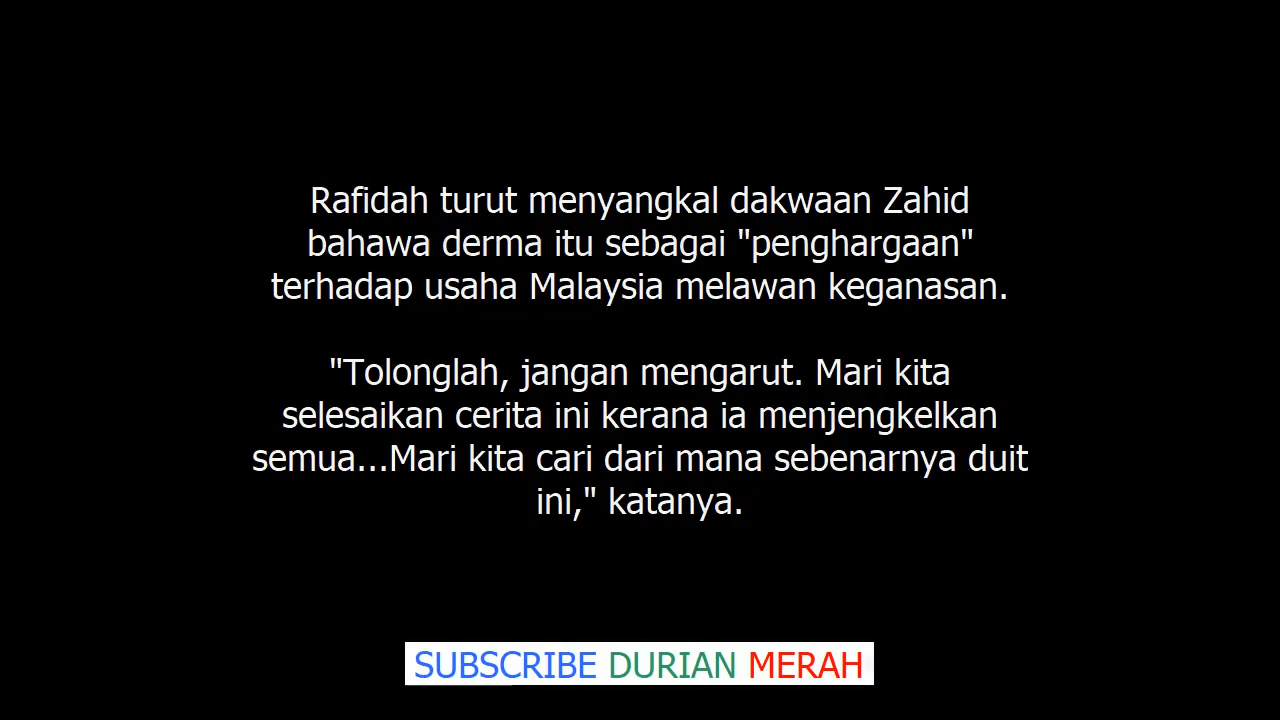 Rafidah turut menyangkal dakwaan Zahid
bahawa derma itu sebagai "penghargaan"
terhadap usaha Malaysia melawan keganasan.
"Tolonglah, jangan mengarut. Mari kita
selesaikan cerita ini kerana ia menjengkelkan
semua...Mari kita cari dari mana sebenarnya duit
ini," katanya.
SUBSCRIBE DURIAN MERAH